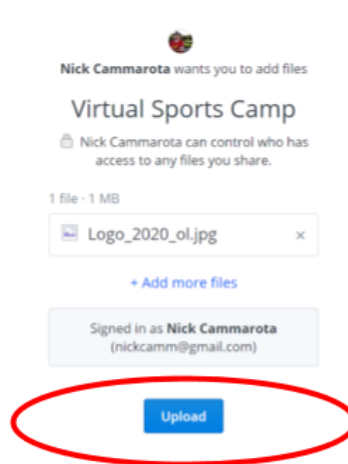 Nick Cammarota wants you to add files
Virtual Sports Camp
Nick Cammarota can control who has
access to any files you share.
1 file · 1 MB
Logo_2020_ol.jpg ×
+ Add more files
Signed in as Nick Cammarota
(nickcamm@gmail.com)
Upload